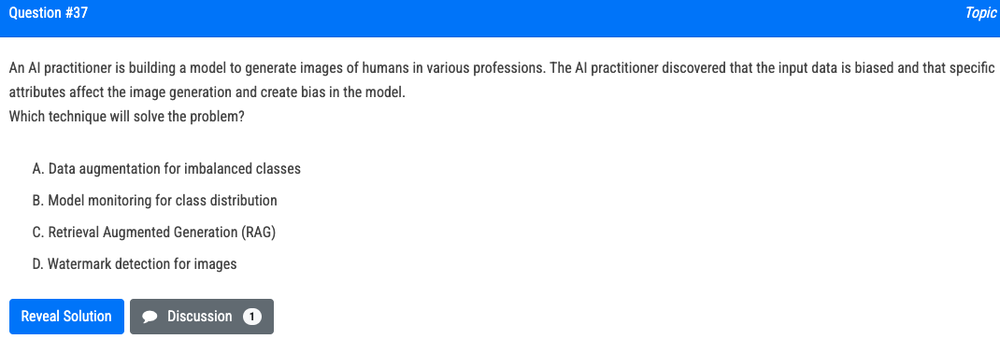 Question #37
Topic
An AI practitioner is building a model to generate images of humans in various professions. The AI practitioner discovered that the input data is biased and that specific
attributes affect the image generation and create bias in the model.
Which technique will solve the problem?
A. Data augmentation for imbalanced classes
B. Model monitoring for class distribution
C. Retrieval Augmented Generation (RAG)
D. Watermark detection for images
Reveal Solution Discussion 1